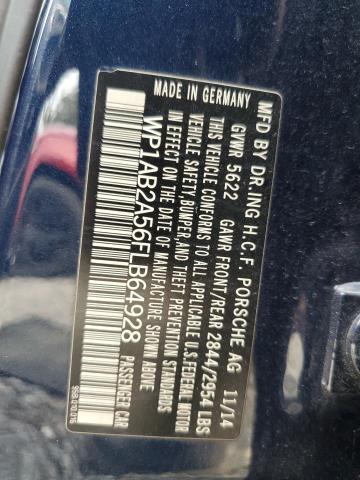 MFD BY DR.ING H.C.F. PORSCHE AG 11/14
GVWR 5622 GAWR FRONT/REAR 2844/2954 LBS
THIS VEHICLE CONFORMS TO ALL APPLICABLE U.S.FEDERAL MOTOR
VEHICLE SAFETY,BUMPER,AND THEFT PREVENTION STANDARDS
IN EFFECT ON THE DATE OF MANUFACTURE SHOWN ABOVE
WP1AB2A56FLB64928 PASSENGER CAR
MADE IN GERMANY